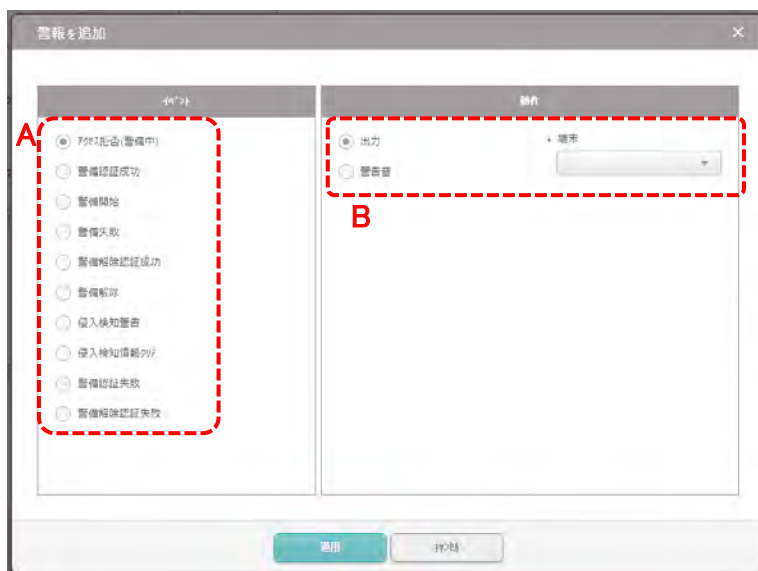 警報を追加
×
ｲﾍﾞﾝﾄ
動作
A
ｱｸｾｽ拒否(警備中)
警備認証成功
警備開始
警備失敗
警備解除認証成功
警備解除
侵入検知警告
侵入検知情報ｸﾘｱ
警備認証失敗
警備解除認証失敗
出力
+ 端末
警告音
B
適用
ｷｬﾝｾﾙ